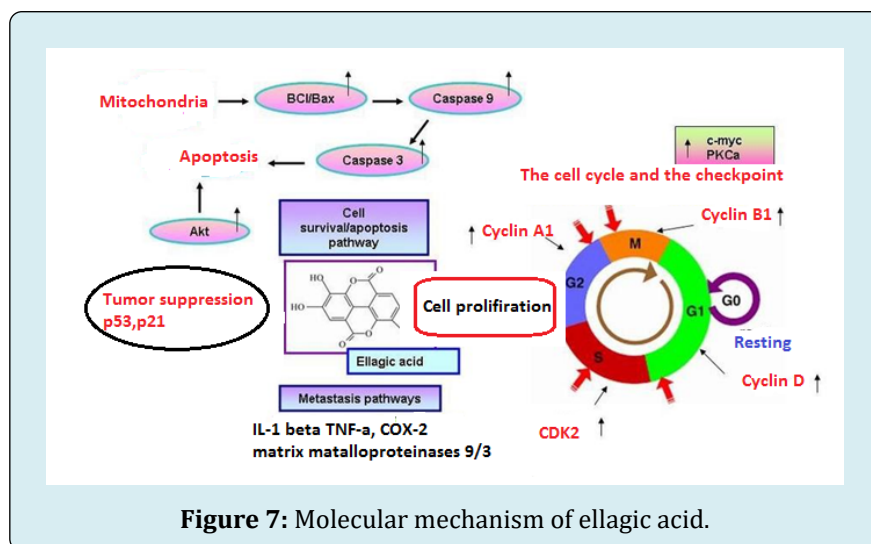 Mitochondria
BCl/Bax
Caspase 9
Apoptosis
Caspase 3
Akt
c-myc
PKCa
The cell cycle and the checkpoint
Cell
survival/apoptosis
pathway
Cyclin A1
Cyclin B1
M
G2
G1
G0
S
Resting
Cyclin D
CDK2
Tumor suppression
p53,p21
HO
HO
O
O
O
O
Cell prolifiration
Ellagic acid
Metastasis pathways
IL-1 beta TNF-a, COX-2
matrix matalloproteinases 9/3
Figure 7: Molecular mechanism of ellagic acid.